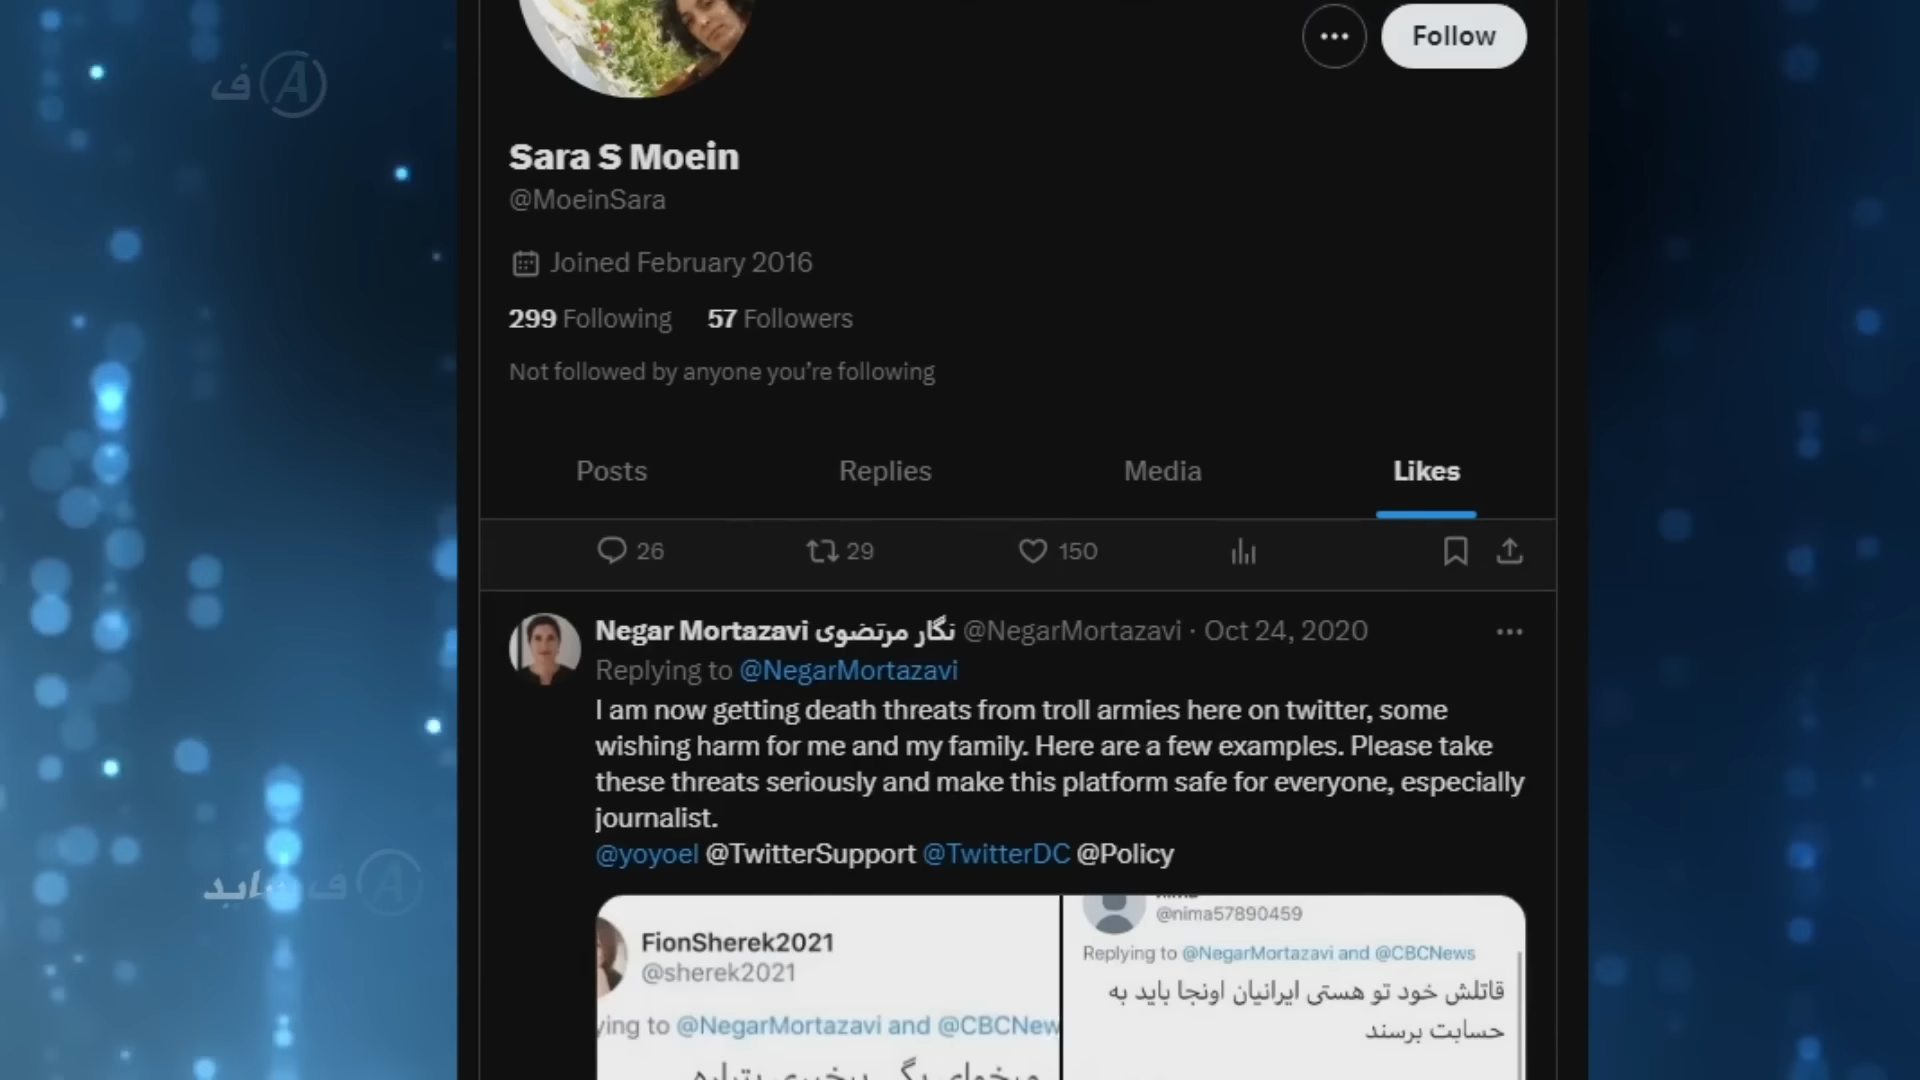 Follow
ف A
Sara S Moein
@MoeinSara
Joined February 2016
299 Following 57 Followers
Not followed by anyone you’re following
Posts Replies Media Likes
26 29 150
Negar Mortazavi نگار مرتضوی @NegarMortazavi · Oct 24, 2020
Replying to @NegarMortazavi
I am now getting death threats from troll armies here on twitter, some
wishing harm for me and my family. Here are a few examples. Please take
these threats seriously and make this platform safe for everyone, especially
journalist.
@yoyoel @TwitterSupport @TwitterDC @Policy
FionSherek2021
@sherek2021
ying to @NegarMortazavi and @CBCNew
@nima57890459
Replying to @NegarMortazavi and @CBCNews
قاتلش خود تو هستی ایرانیان اونجا باید به
حسابت برسند